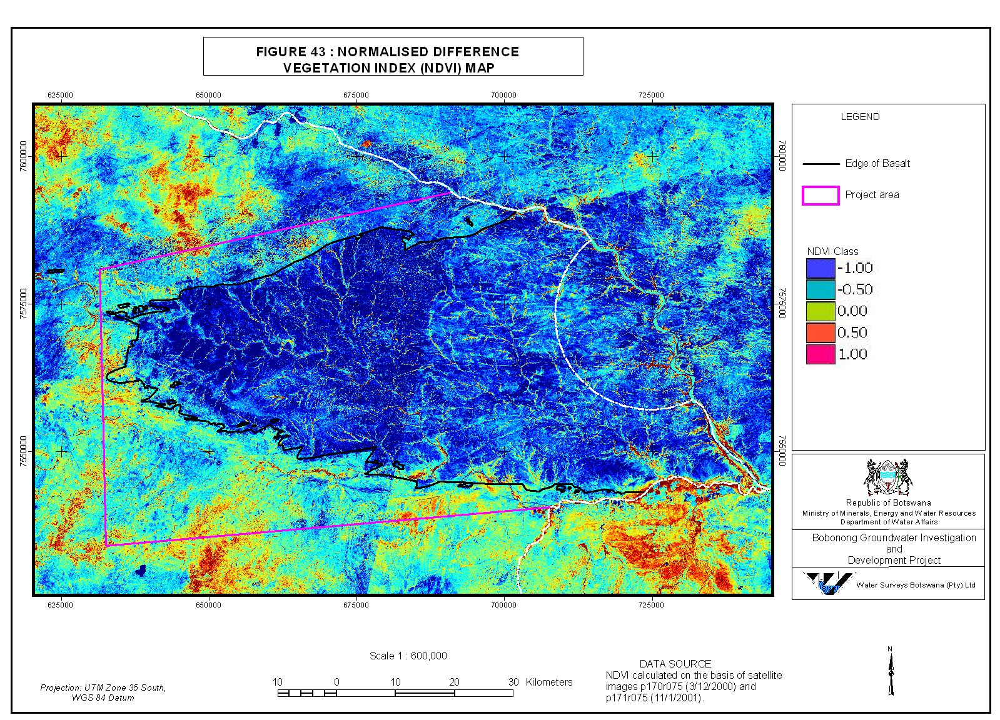 FIGURE 43 : NORMALISED DIFFERENCE
VEGETATION INDEX (NDVI) MAP
625000 650000 675000 700000 725000
7600000 7600000
7575000 7575000
7550000 7550000
625000 650000 675000 700000 725000
LEGEND
Edge of Basalt
Project area
NDVI Class
-1.00
-0.50
0.00
0.50
1.00
Republic of Botswana
Ministry of Minerals, Energy and Water Resources
Department of Water Affairs
Bobonong Groundwater Investigation
and
Development Project
Water Surveys Botswana (Pty) Ltd
Scale 1 : 600,000
10 0 10 20 30 Kilometers
Projection: UTM Zone 35 South,
WGS 84 Datum
DATA SOURCE
NDVI calculated on the basis of satellite
images p170r075 (3/12/2000) and
p171r075 (11/1/2001).
N